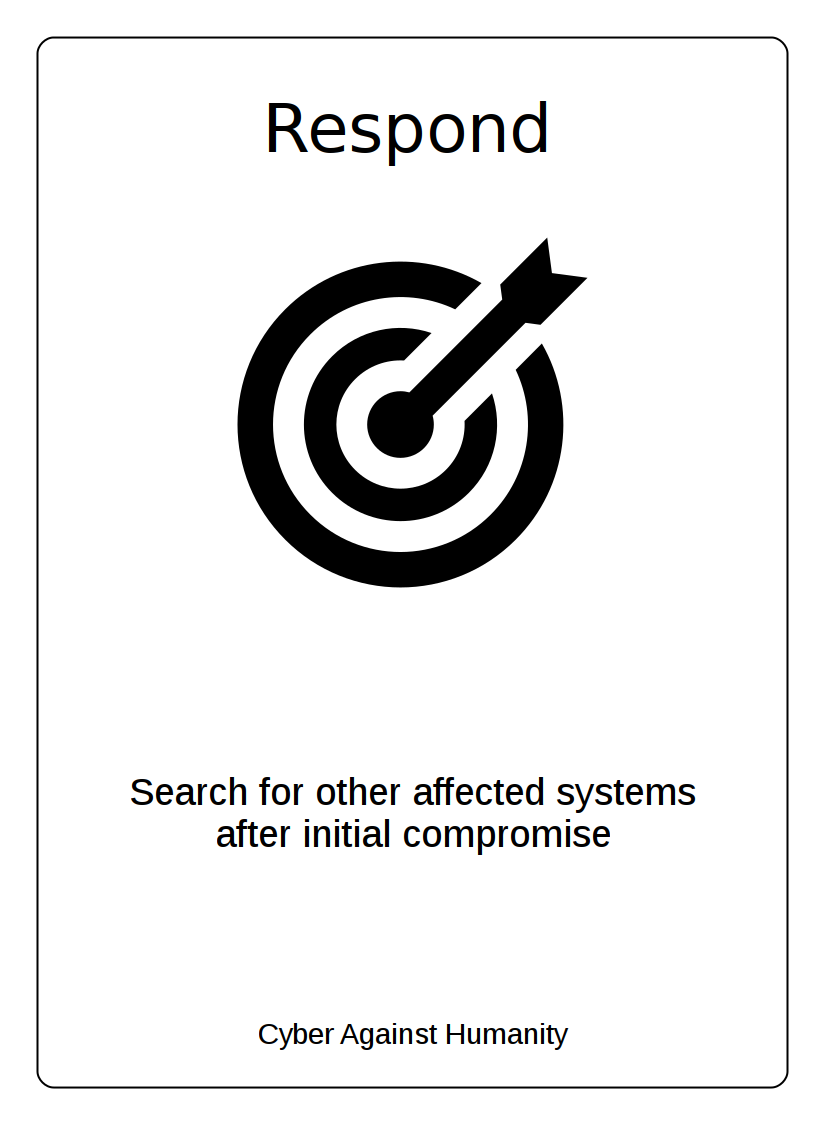 Respond
Search for other affected systems
after initial compromise
Cyber Against Humanity